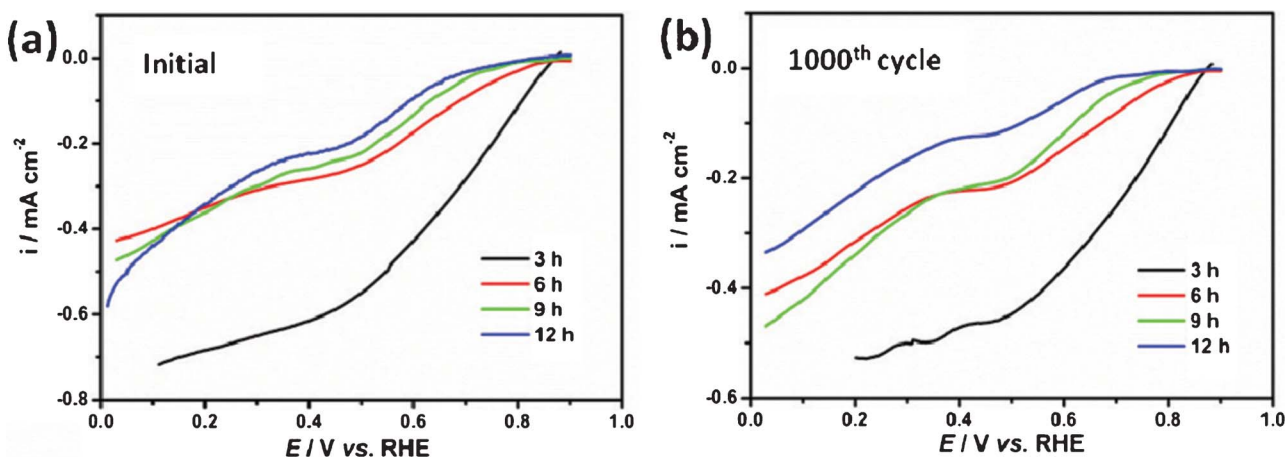 (a)
Initial
0.0
-0.2
-0.4
-0.6
-0.8
i / mA cm⁻²
3 h
6 h
9 h
12 h
0.0 0.2 0.4 0.6 0.8 1.0
E / V vs. RHE
(b)
1000ᵗʰ cycle
0.0
-0.2
-0.4
-0.6
i / mA cm⁻²
3 h
6 h
9 h
12 h
0.2 0.4 0.6 0.8 1.0
E / V vs. RHE